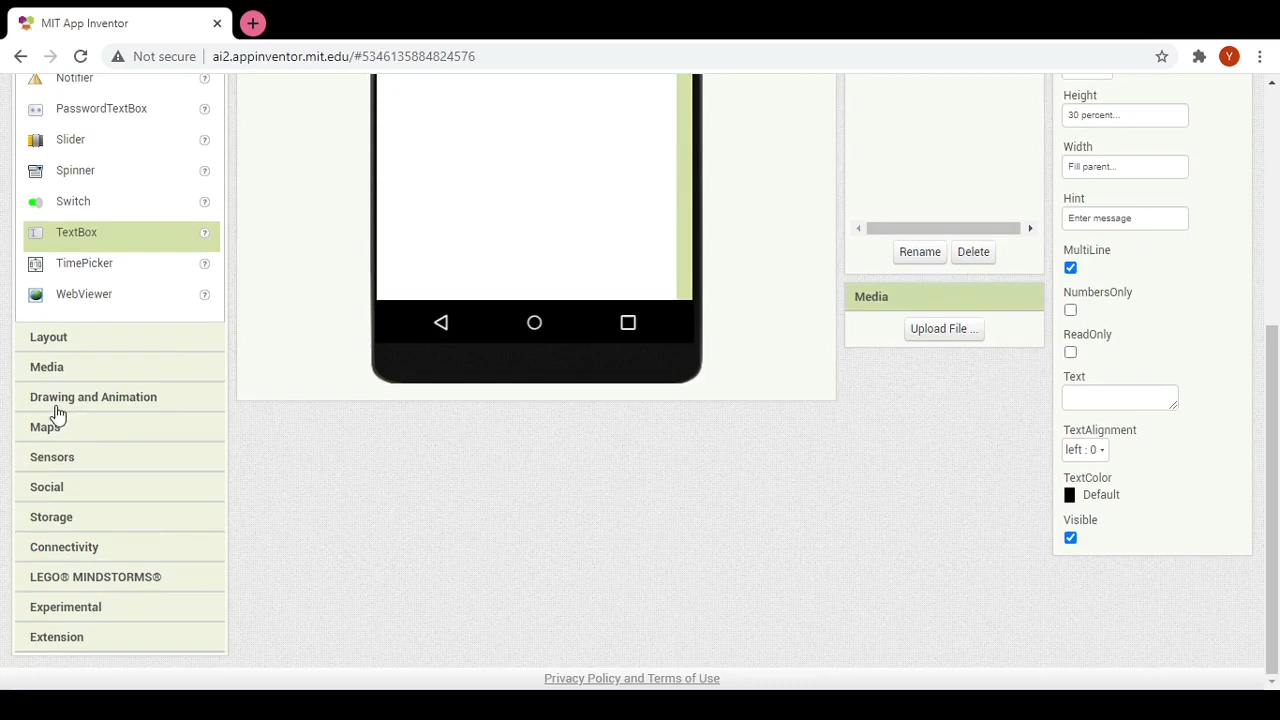 MIT App Inventor
Not secure
ai2.appinventor.mit.edu/#5346135884824576
Y
Notifier
PasswordTextBox
Slider
Spinner
Switch
TextBox
TimePicker
WebViewer
Layout
Media
Drawing and Animation
Maps
Sensors
Social
Storage
Connectivity
LEGO® MINDSTORMS®
Experimental
Extension
Rename
Delete
Media
Upload File ...
Height
30 percent...
Width
Fill parent...
Hint
Enter message
MultiLine
NumbersOnly
ReadOnly
Text
TextAlignment
left : 0
TextColor
Default
Visible
Privacy Policy and Terms of Use